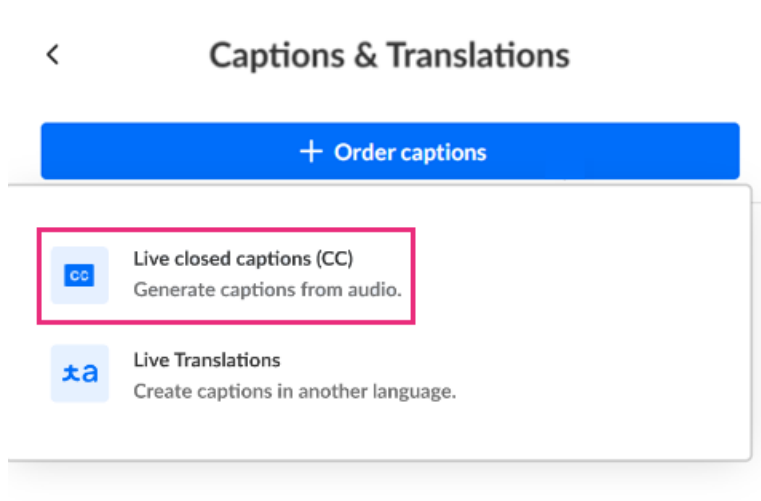 Captions & Translations
+ Order captions
Live closed captions (CC)
CC
Generate captions from audio.
Live Translations
Create captions in another language.